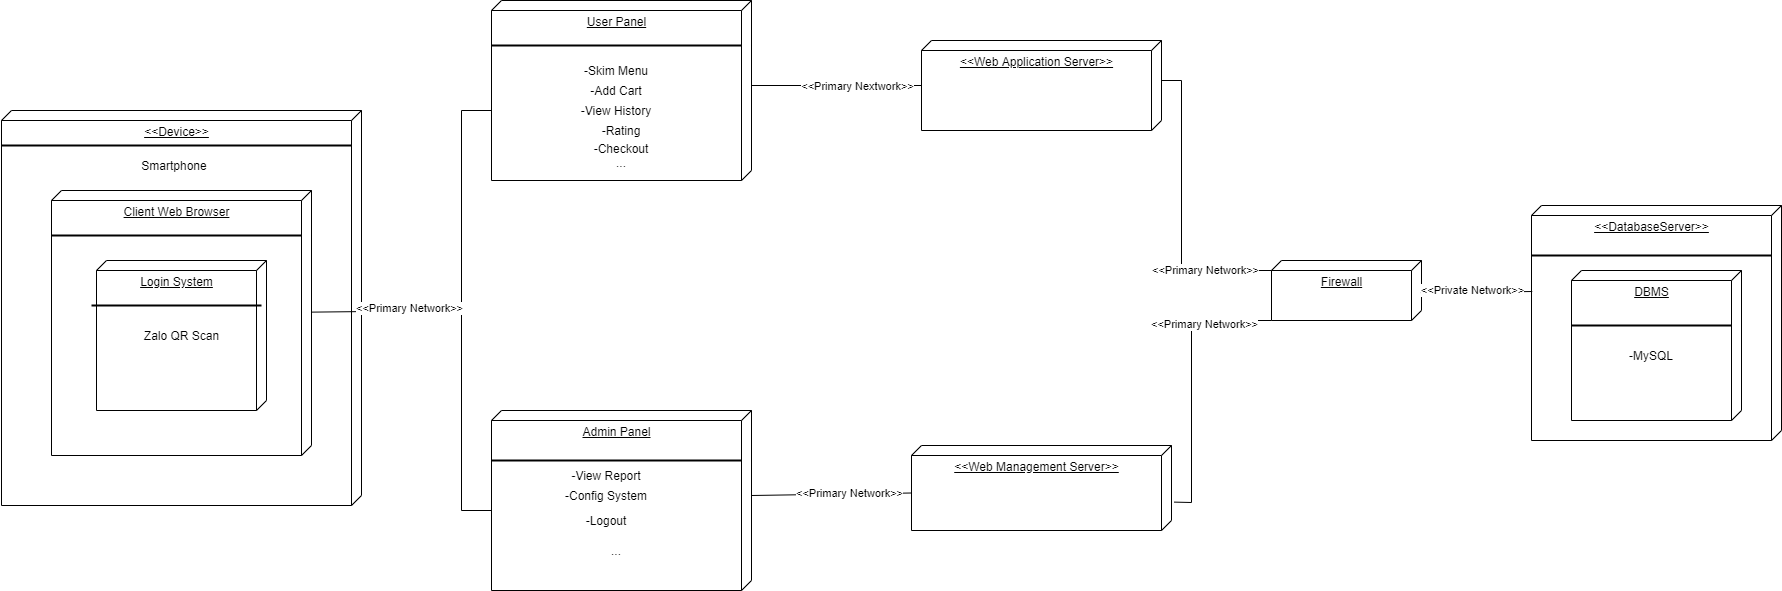 <<Device>>
Smartphone
Client Web Browser
Login System
Zalo QR Scan
<<Primary Network>>
User Panel
-Skim Menu
-Add Cart
-View History
-Rating
-Checkout
...
<<Primary Nextwork>>
<<Web Application Server>>
Admin Panel
-View Report
-Config System
-Logout
...
<<Primary Network>>
<<Web Management Server>>
<<Primary Network>>
<<Primary Network>>
Firewall
<<Private Network>>
<<DatabaseServer>>
DBMS
-MySQL